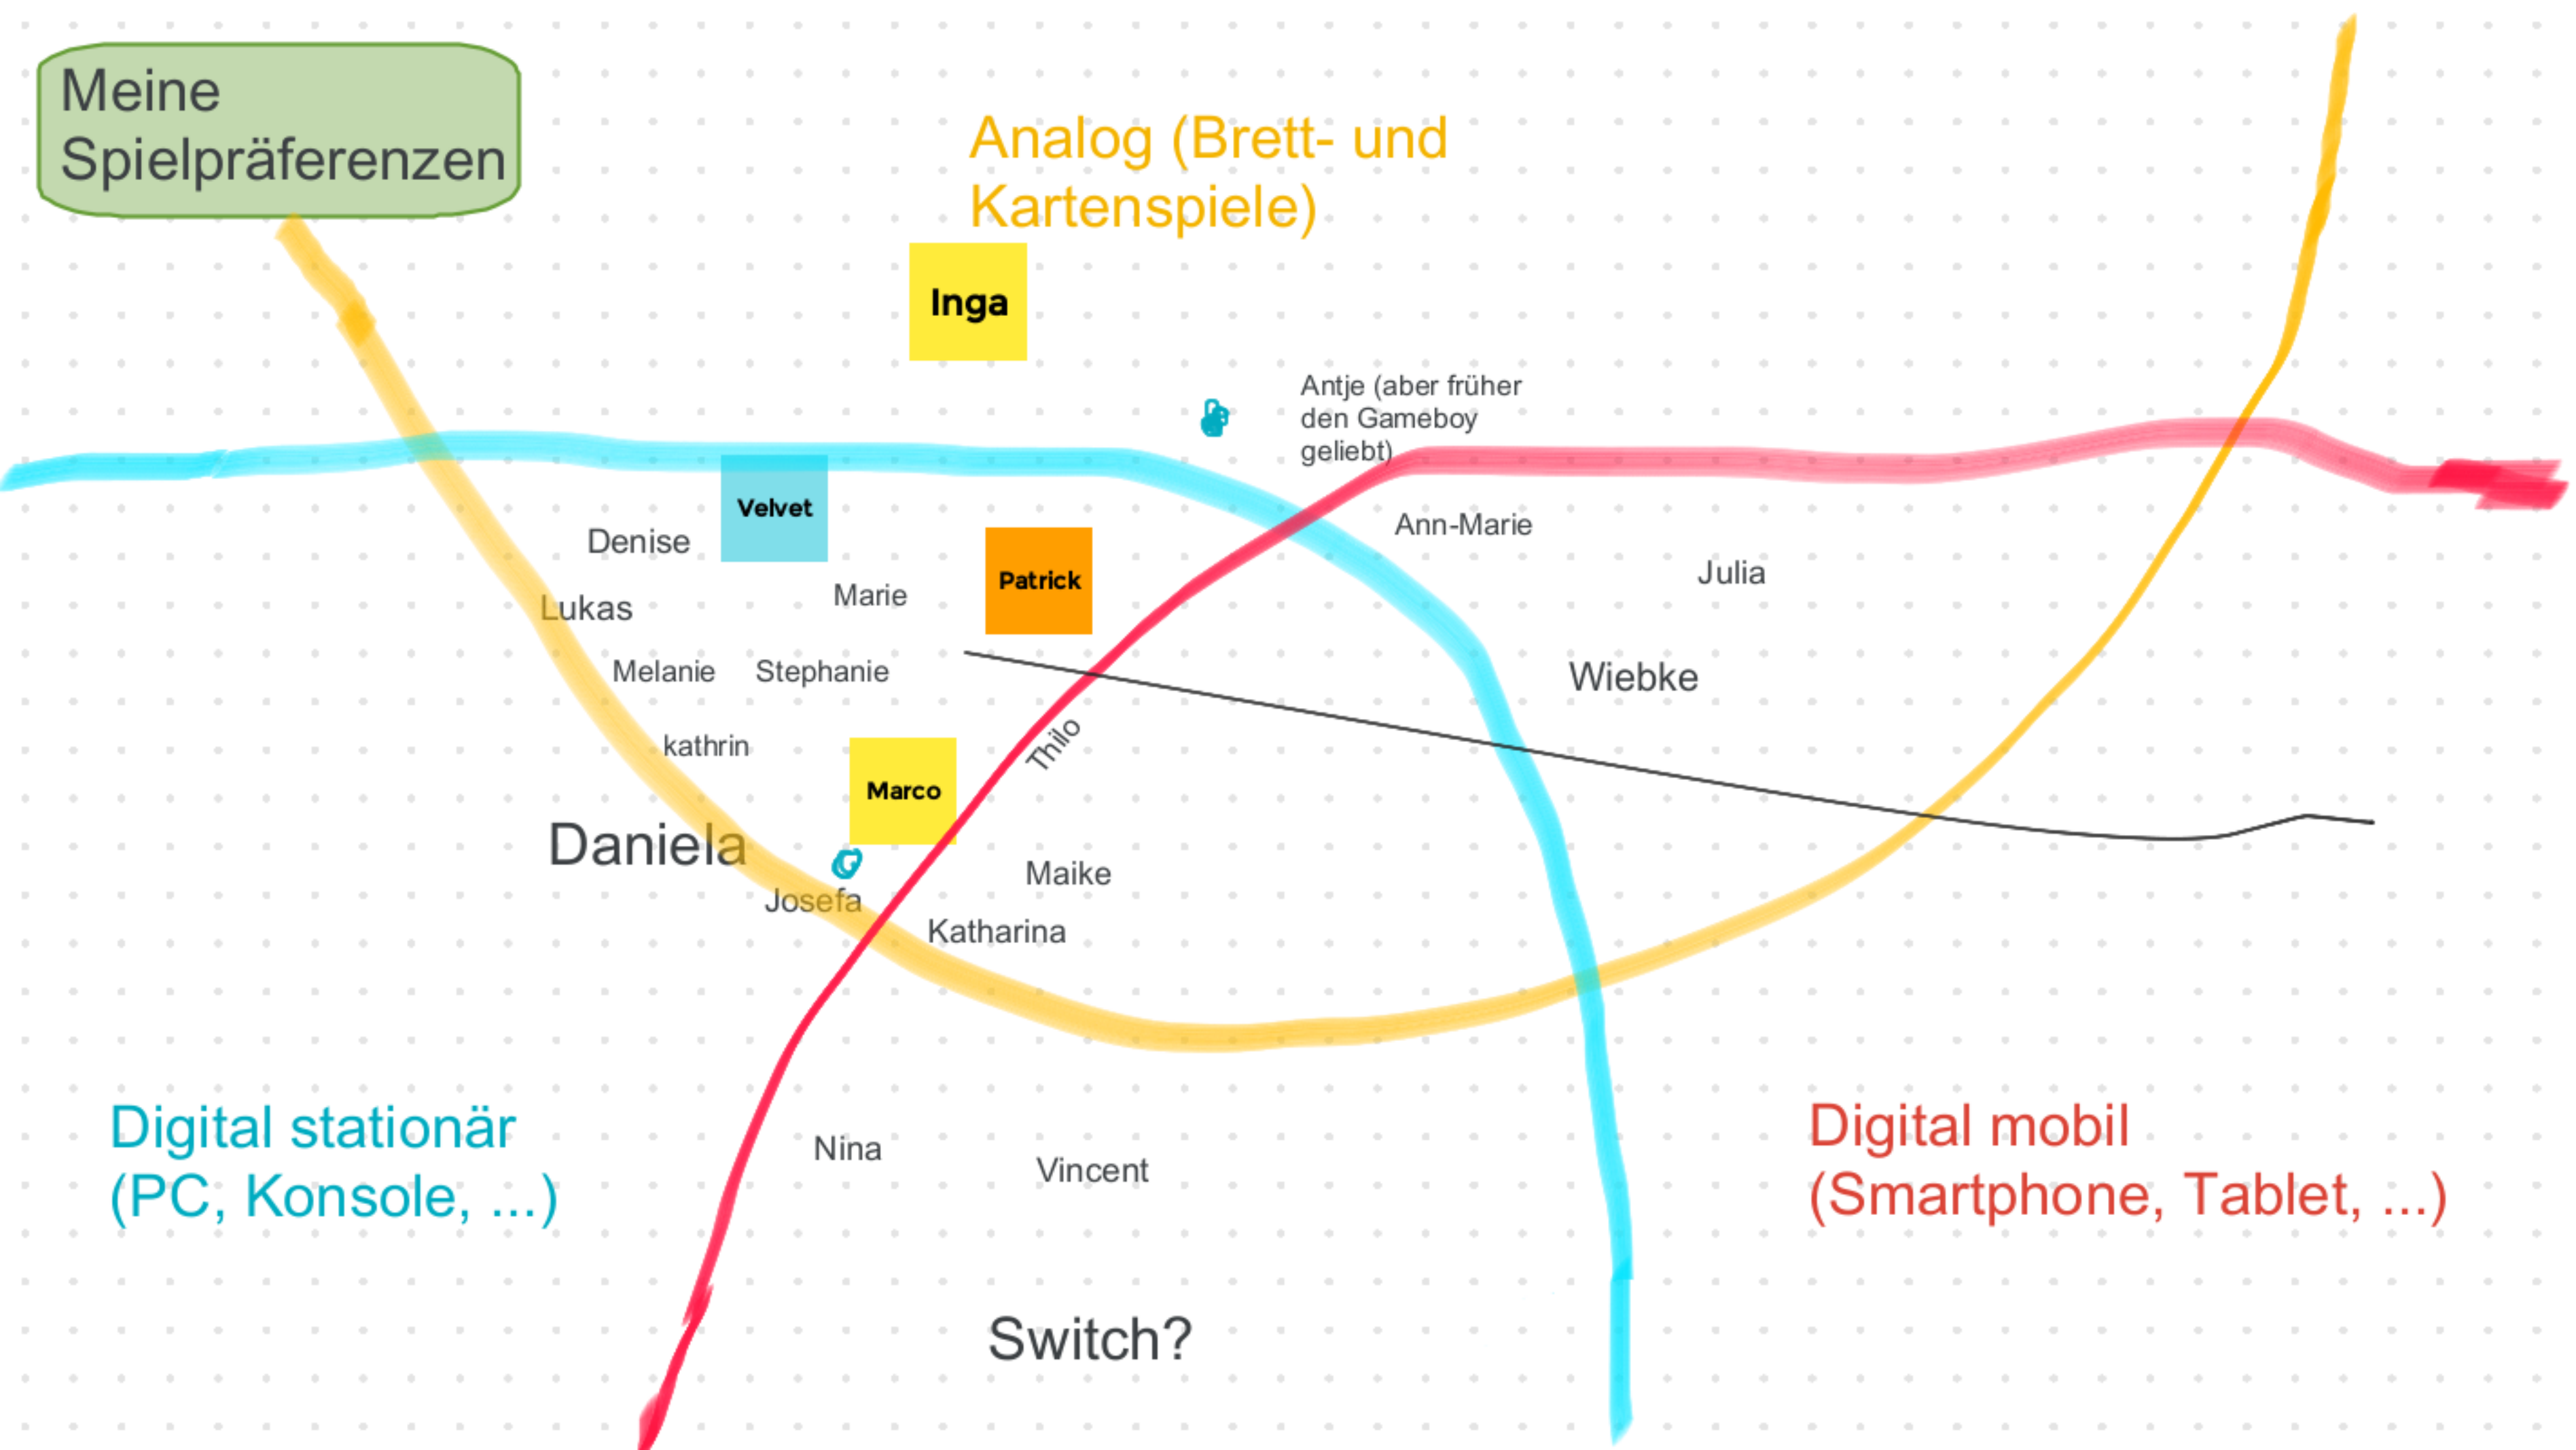 Meine
Spielpräferenzen
Analog (Brett- und
Kartenspiele)
Inga
Antje (aber früher
den Gameboy
geliebt)
Velvet
Denise
Ann-Marie
Patrick
Julia
Marie
Lukas
Melanie
Stephanie
Wiebke
kathrin
Thilo
Marco
Daniela
Maike
Josefa
Katharina
Digital stationär
(PC, Konsole, ...)
Nina
Vincent
Digital mobil
(Smartphone, Tablet, ...)
Switch?